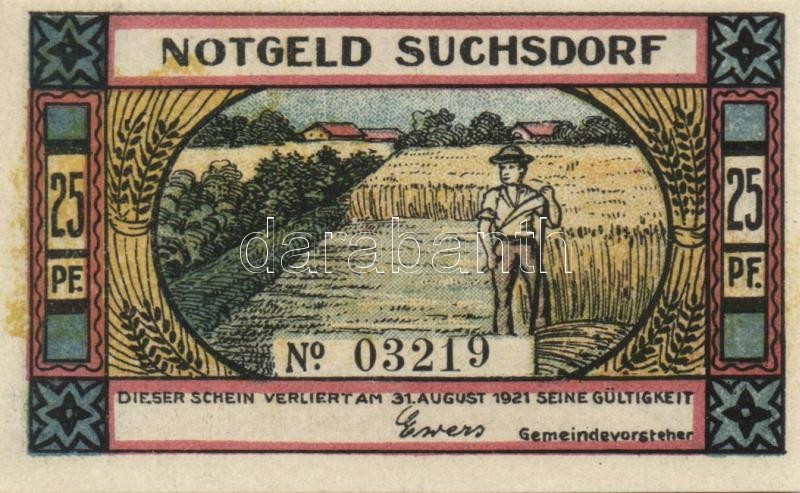 NOTGELD SUCHSDORF
25 PF.
25 PF.
darabanth
Nº 03219
DIESER SCHEIN VERLIERT AM 31. AUGUST 1921 SEINE GÜLTIGKEIT
Ewers
Gemeindevorsteher